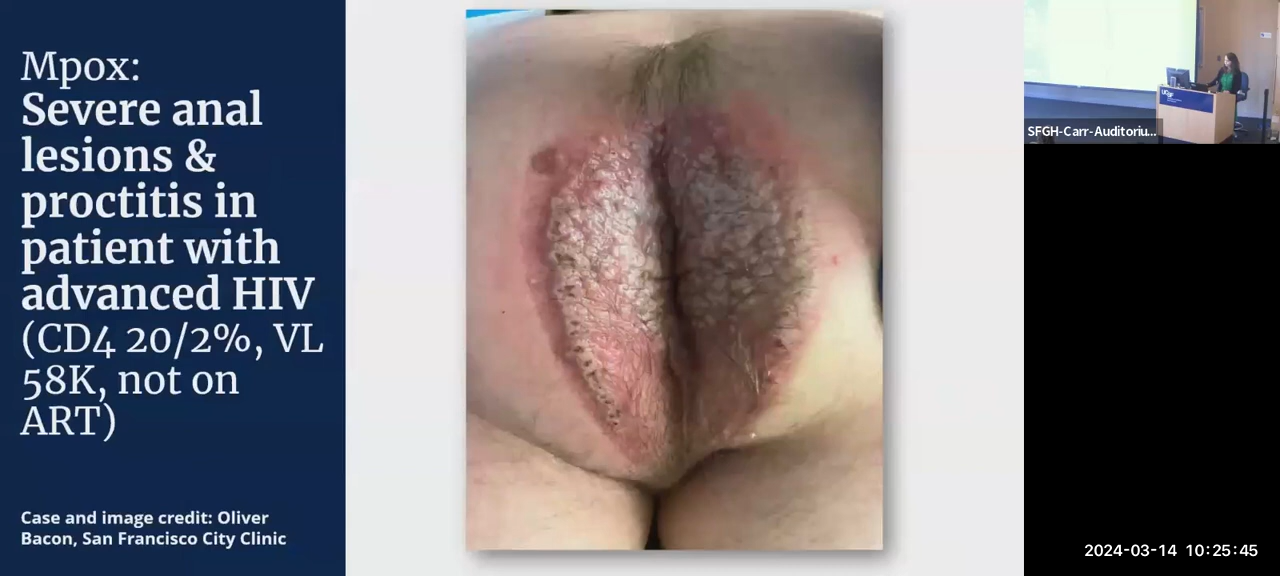 Mpox:
Severe anal
lesions &
proctitis in
patient with
advanced HIV
(CD4 20/2%, VL
58K, not on
ART)
Case and image credit: Oliver
Bacon, San Francisco City Clinic
UCSF
SFGH-Carr-Auditoriu...
2024-03-14 10:25:45